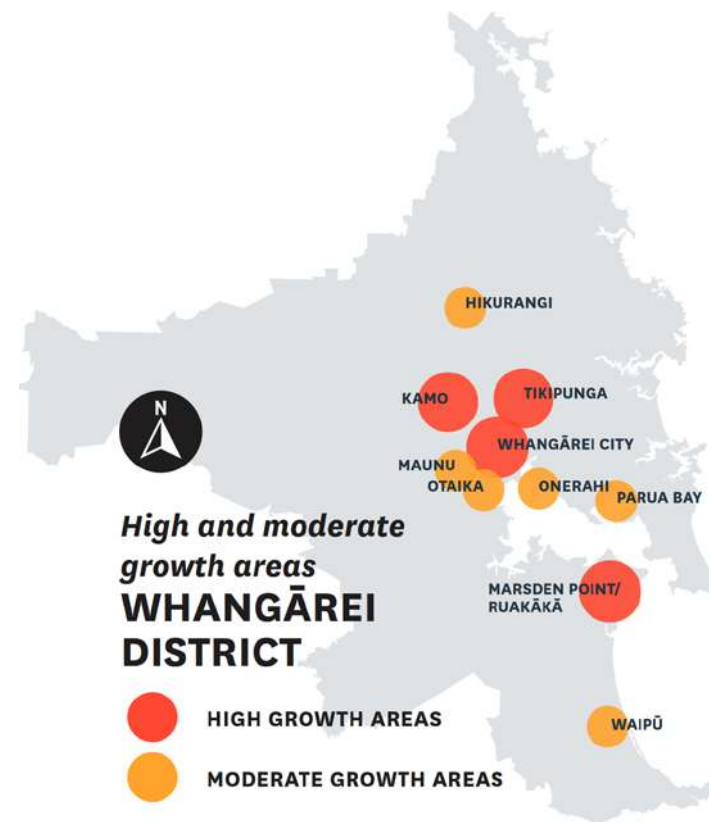 HIKURANGI
KAMO
TIKIPUNGA
WHANGĀREI CITY
MAUNU
OTAIKA
ONERAHI
PARUA BAY
N
High and moderate
growth areas
WHANGĀREI
DISTRICT
MARSDEN POINT/
RUAKĀKĀ
HIGH GROWTH AREAS
WAIPŪ
MODERATE GROWTH AREAS